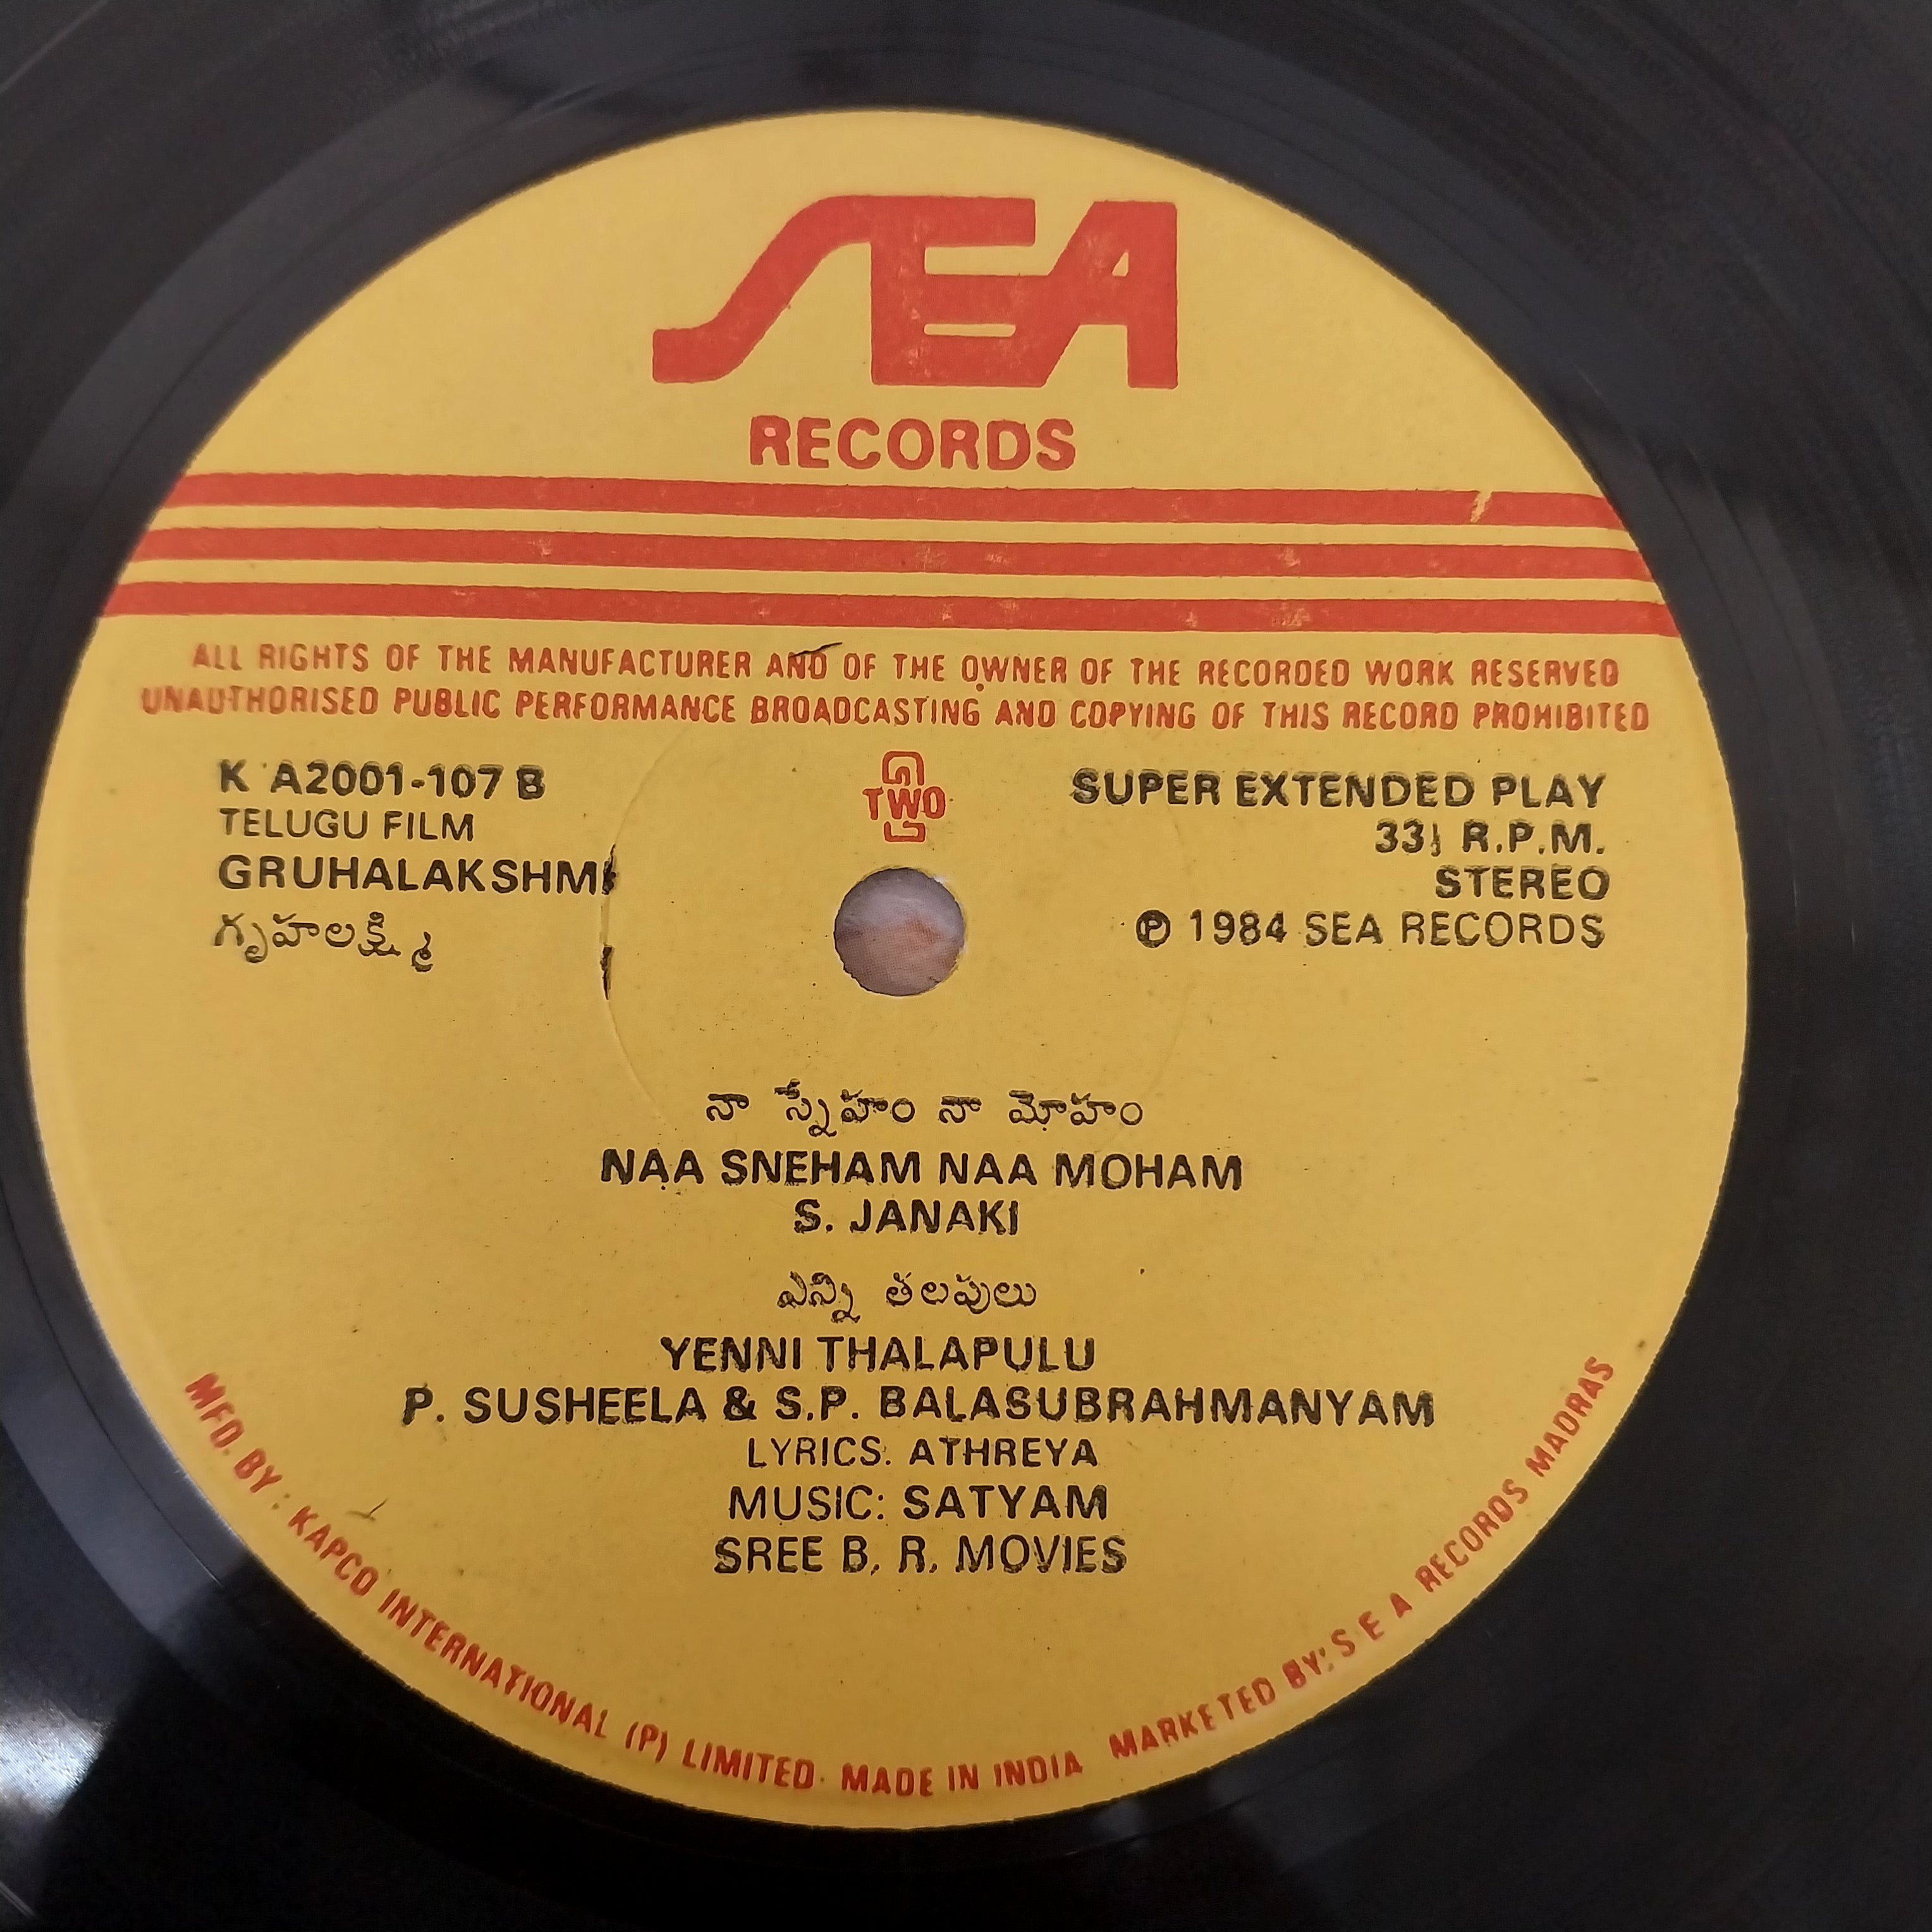 SEA
RECORDS
ALL RIGHTS OF THE MANUFACTURER AND OF THE OWNER OF THE RECORDED WORK RESERVED
UNAUTHORISED PUBLIC PERFORMANCE BROADCASTING AND COPYING OF THIS RECORD PROHIBITED
K A2001-107 B
TELUGU FILM
GRUHALAKSHMI
గృహలక్ష్మి
2
TWO
SUPER EXTENDED PLAY
33⅓ R.P.M.
STEREO
Ⓟ 1984 SEA RECORDS
నా స్నేహం నా మోహం
NAA SNEHAM NAA MOHAM
S. JANAKI
ఎన్ని తలపులు
YENNI THALAPULU
P. SUSHEELA & S.P. BALASUBRAHMANYAM
LYRICS: ATHREYA
MUSIC: SATYAM
SREE B. R. MOVIES
MFD. BY : KAPCO INTERNATIONAL (P) LIMITED. MADE IN INDIA MARKETED BY: S E A RECORDS MADRAS